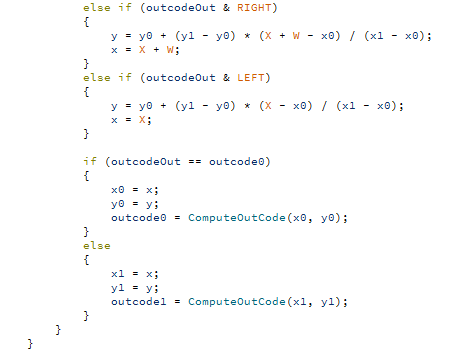 else if (outcodeOut & RIGHT)
{
y = y0 + (y1 - y0) * (X + W - x0) / (x1 - x0);
x = X + W;
}
else if (outcodeOut & LEFT)
{
y = y0 + (y1 - y0) * (X - x0) / (x1 - x0);
x = X;
}
if (outcodeOut == outcode0)
{
x0 = x;
y0 = y;
outcode0 = ComputeOutCode(x0, y0);
}
else
{
x1 = x;
y1 = y;
outcode1 = ComputeOutCode(x1, y1);
}
}
}